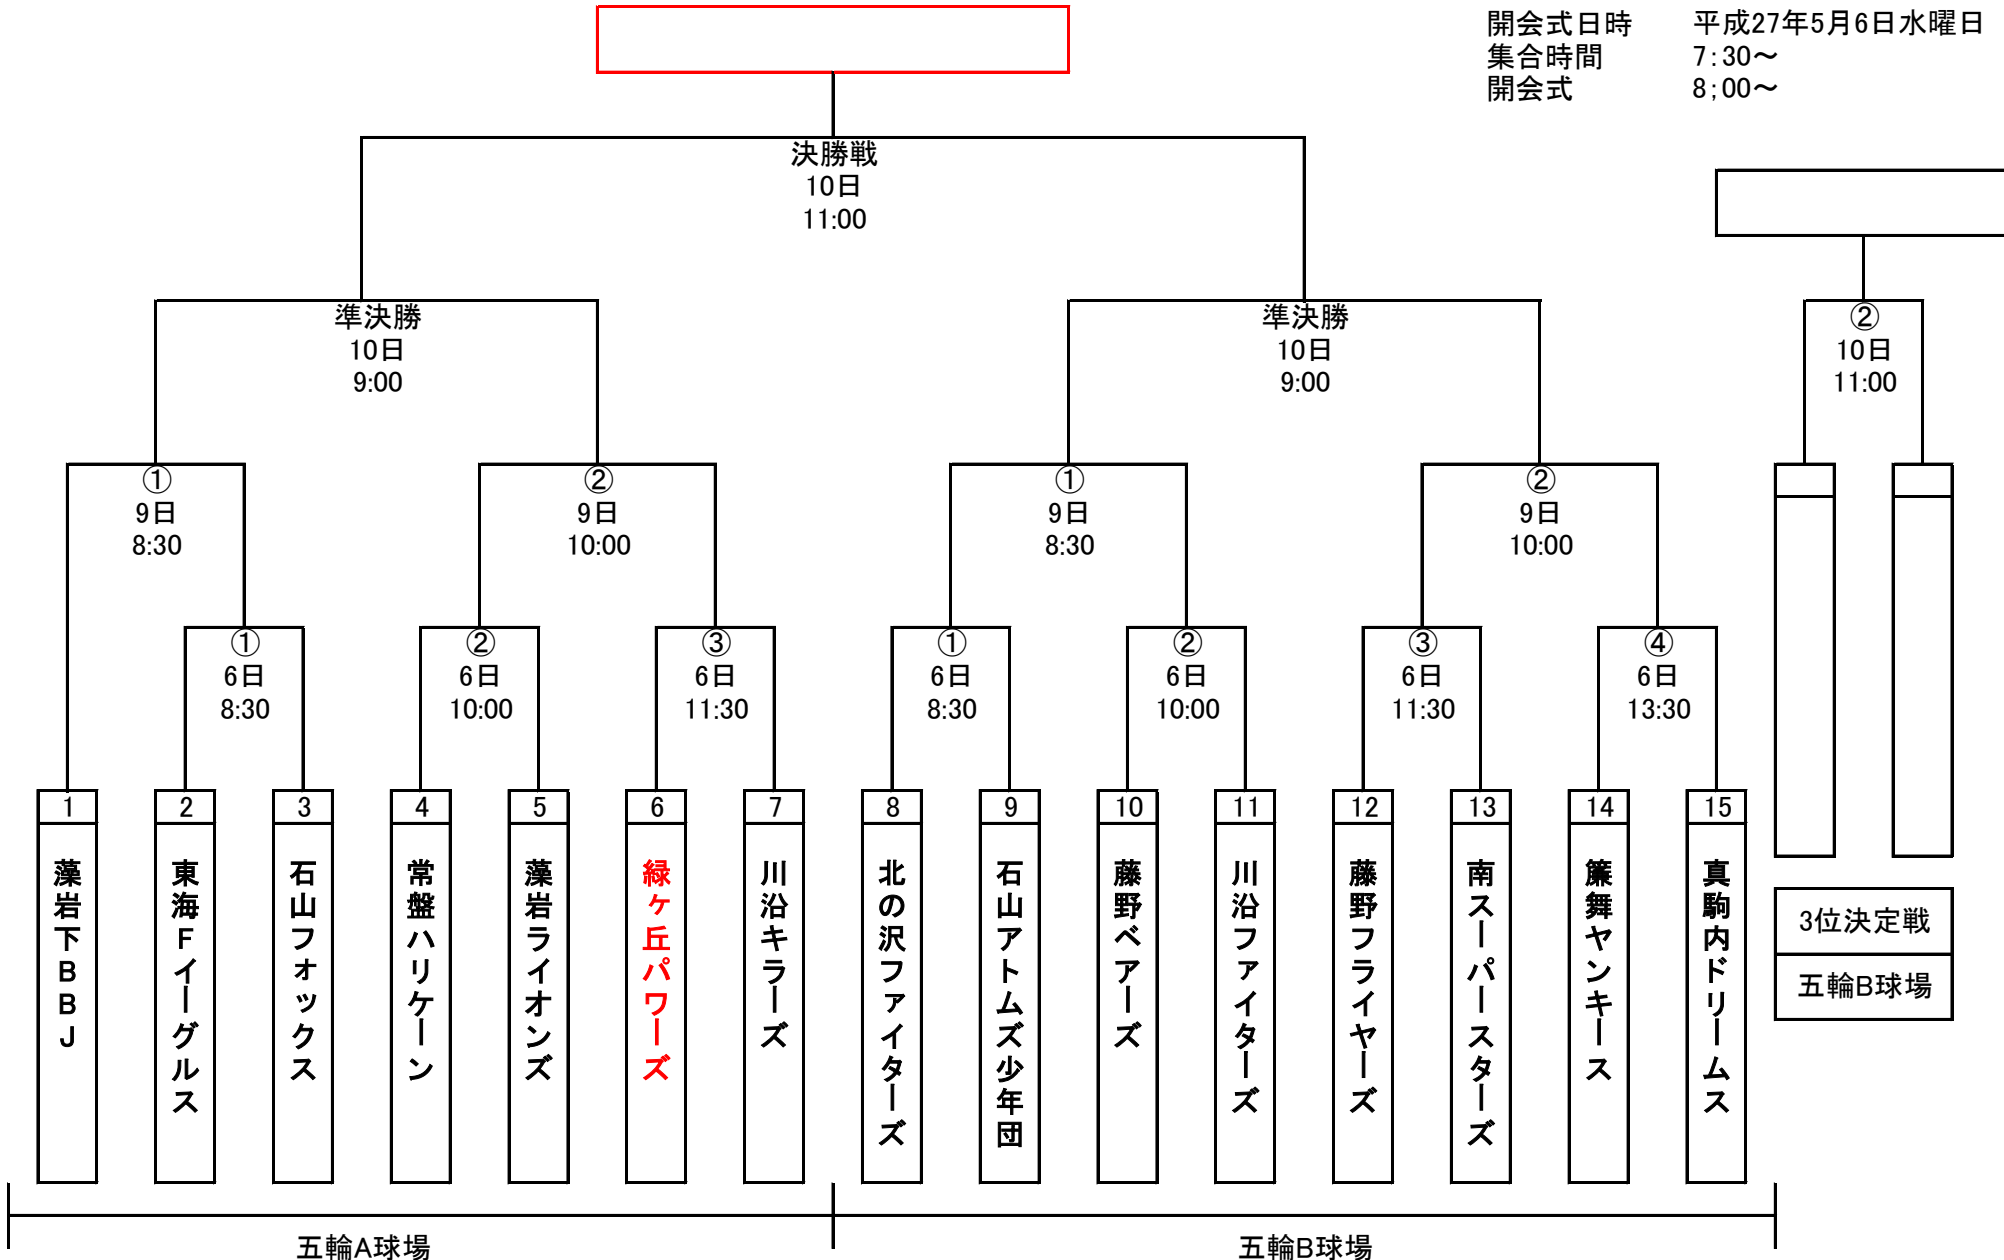 開会式日時 平成27年5月6日水曜日
集合時間 7:30～
開会式 8;00～
決勝戦
10日
11:00
準決勝
10日
9:00
準決勝
10日
9:00
②
10日
11:00
①
9日
8:30
②
9日
10:00
①
9日
8:30
②
9日
10:00
①
6日
8:30
②
6日
10:00
③
6日
11:30
①
6日
8:30
②
6日
10:00
③
6日
11:30
④
6日
13:30
1
藻岩下BBJ
2
東海Fイーグルス
3
石山フォックス
4
常盤ハリケーン
5
藻岩ライオンズ
6
緑ヶ丘パワーズ
7
川沿キラーズ
8
北の沢ファイターズ
9
石山アトムズ少年団
10
藤野ベアーズ
11
川沿ファイターズ
12
藤野フライヤーズ
13
南スーパースターズ
14
簾舞ヤンキース
15
真駒内ドリームス
3位決定戦
五輪B球場
五輪A球場
五輪B球場